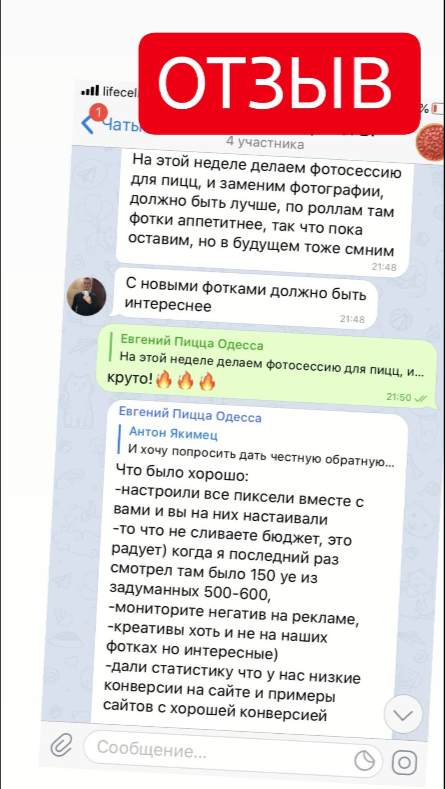 ОТЗЫВ
lifecel
%
1
Чаты
4 участника
На этой неделе делаем фотосессию
для пицц, и заменим фотографии,
должно быть лучше, по роллам там
фотки аппетитнее, так что пока
оставим, но в будущем тоже смним
21:48
С новыми фотками должно быть
интереснее
21:48
Евгений Пицца Одесса
На этой неделе делаем фотосессию для пицц, и...
круто!🔥🔥🔥
21:50
Евгений Пицца Одесса
Антон Якимец
И хочу попросить дать честную обратную...
Что было хорошо:
-настроили все пиксели вместе с
вами и вы на них настаивали
-то что не сливаете бюджет, это
радует) когда я последний раз
смотрел там было 150 уе из
задуманных 500-600,
-мониторите негатив на рекламе,
-креативы хоть и не на наших
фотках но интересные)
-дали статистику что у нас низкие
конверсии на сайте и примеры
сайтов с хорошей конверсией
Сообщение...